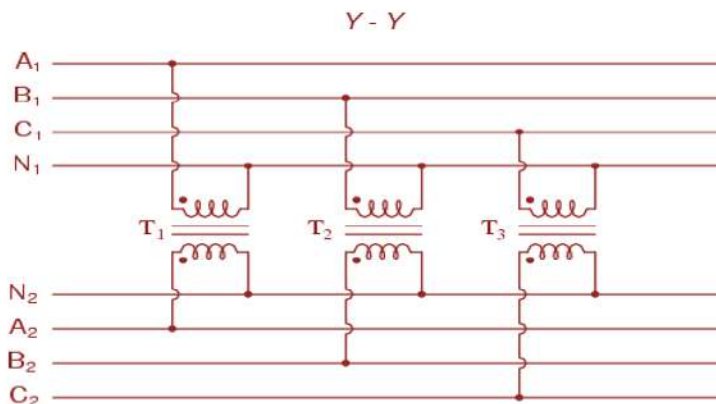 Y - Y
A₁
B₁
C₁
N₁
T₁ T₂ T₃
N₂
A₂
B₂
C₂